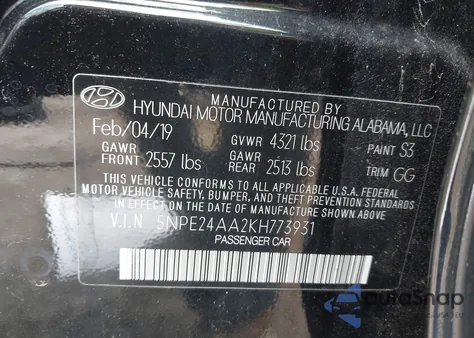 MANUFACTURED BY
HYUNDAI MOTOR MANUFACTURING ALABAMA, LLC
Feb/04/19 GVWR 4321 lbs PAINT S3
GAWR FRONT 2557 lbs GAWR REAR 2513 lbs TRIM GG
THIS VEHICLE CONFORMS TO ALL APPLICABLE U.S.A. FEDERAL
MOTOR VEHICLE SAFETY, BUMPER, AND THEFT PREVENTION STANDARDS
IN EFFECT ON THE DATE OF MANUFACTURE SHOWN ABOVE.
V.I.N 5NPE24AA2KH773931
PASSENGER CAR
autoSnap